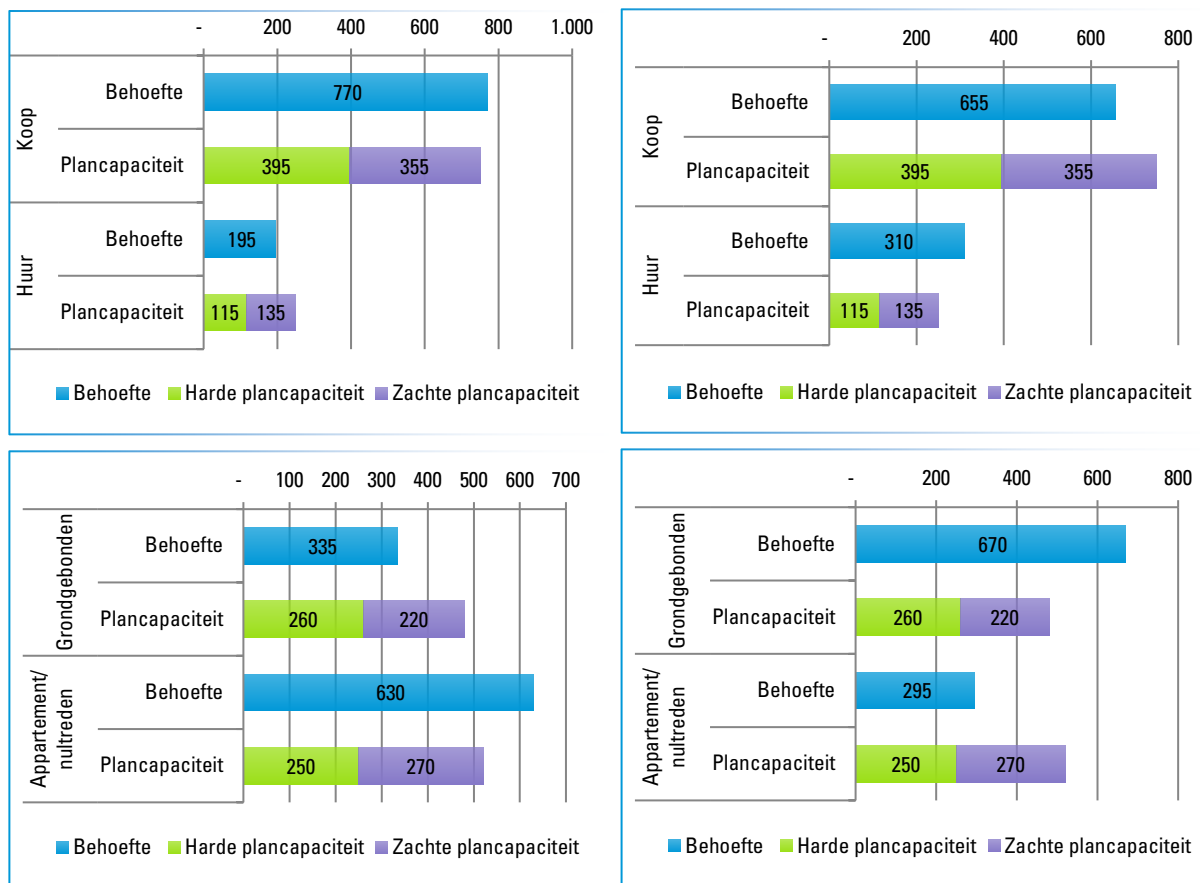 - 200 400 600 800 1.000
Koop
Behoefte
770
Plancapaciteit
395 355
Huur
Behoefte
195
Plancapaciteit
115 135
Behoefte Harde plancapaciteit Zachte plancapaciteit
- 200 400 600 800
Koop
Behoefte
655
Plancapaciteit
395 355
Huur
Behoefte
310
Plancapaciteit
115 135
Behoefte Harde plancapaciteit Zachte plancapaciteit
- 100 200 300 400 500 600 700
Grondgebonden
Behoefte
335
Plancapaciteit
260 220
Appartement/
nultreden
Behoefte
630
Plancapaciteit
250 270
Behoefte Harde plancapaciteit Zachte plancapaciteit
- 200 400 600 800
Grondgebonden
Behoefte
670
Plancapaciteit
260 220
Appartement/
nultreden
Behoefte
295
Plancapaciteit
250 270
Behoefte Harde plancapaciteit Zachte plancapaciteit